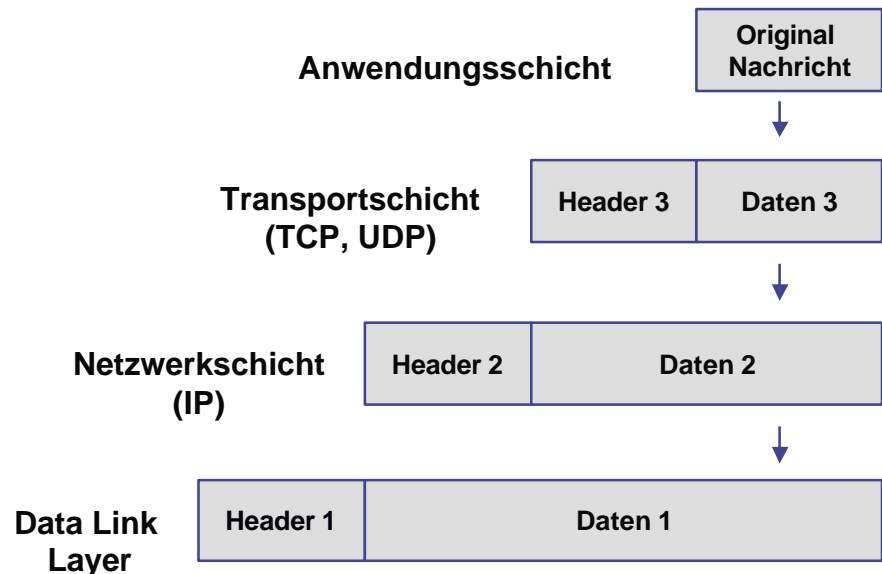 Anwendungsschicht
Original
Nachricht
Transportschicht
(TCP, UDP)
Header 3
Daten 3
Netzwerkschicht
(IP)
Header 2
Daten 2
Data Link
Layer
Header 1
Daten 1